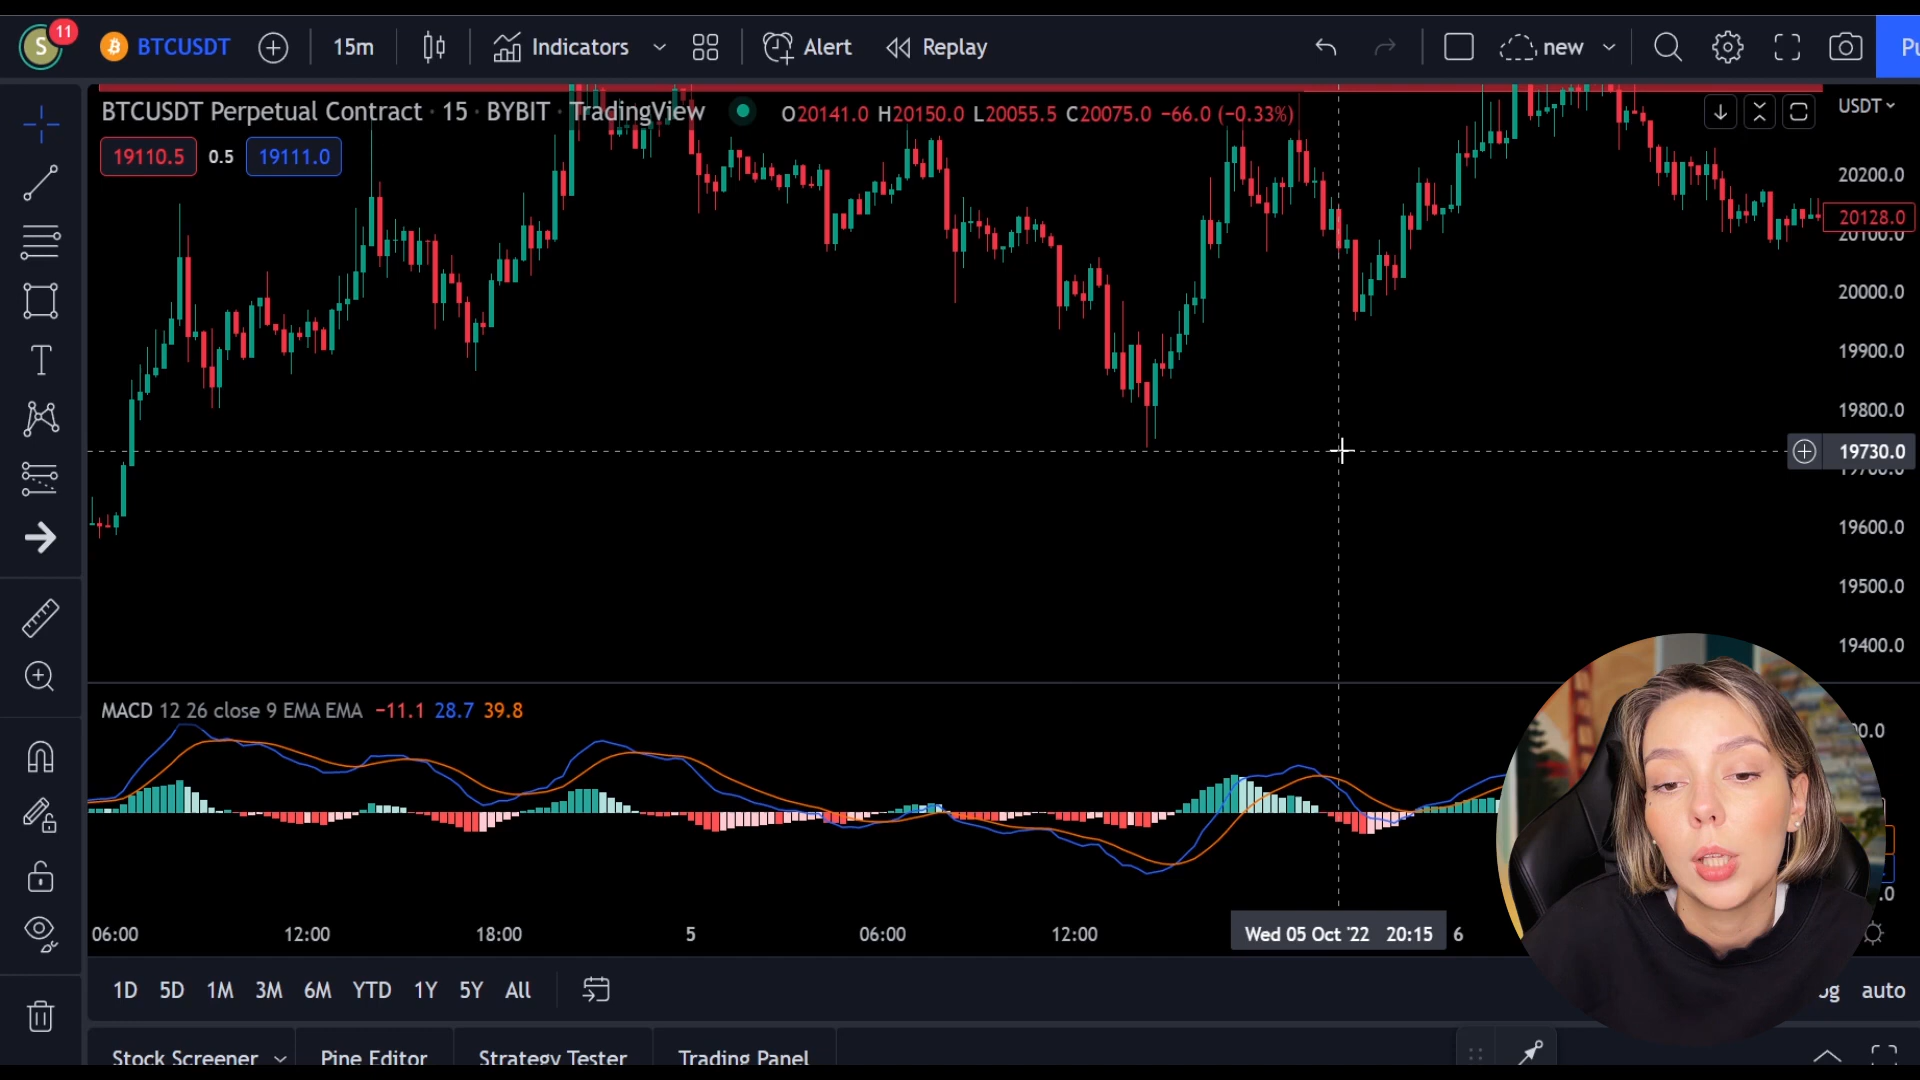 S 11 BTCUSDT 15m Indicators Alert Replay new Pu
BTCUSDT Perpetual Contract · 15 · BYBIT · TradingView O20141.0 H20150.0 L20055.5 C20075.0 −66.0 (−0.33%) USDT
19110.5 0.5 19111.0
20200.0
20128.0
20100.0
20000.0
19900.0
19800.0
19730.0
19700.0
19600.0
19500.0
19400.0
T
MACD 12 26 close 9 EMA EMA −11.1 28.7 39.8
06:00 12:00 18:00 5 06:00 12:00 Wed 05 Oct '22 20:15 6
1D 5D 1M 3M 6M YTD 1Y 5Y All auto
Stock Screener Pine Editor Strategy Tester Trading Panel